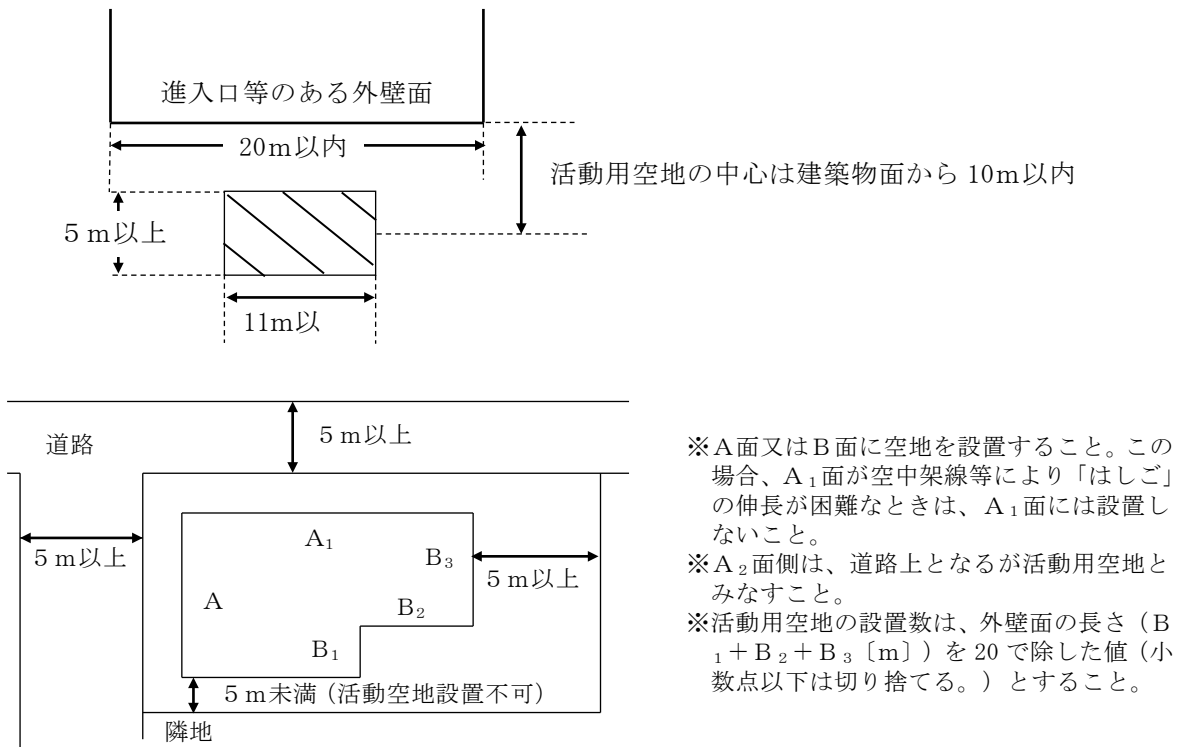 進入口等のある外壁面
20m以内
活動用空地の中心は建築物面から 10m以内
５ｍ以上
11m以
道路
５ｍ以上
５ｍ以上
A₁
B₃
５ｍ以上
A
B₂
B₁
５ｍ未満（活動空地設置不可）
隣地
※Ａ面又はＢ面に空地を設置すること。この
場合、Ａ₁面が空中架線等により「はしご」
の伸長が困難なときは、Ａ₁面には設置し
ないこと。
※Ａ₂面側は、道路上となるが活動用空地と
みなすこと。
※活動用空地の設置数は、外壁面の長さ（Ｂ
₁＋Ｂ₂＋Ｂ₃〔ｍ〕）を 20 で除した値（小
数点以下は切り捨てる。）とすること。